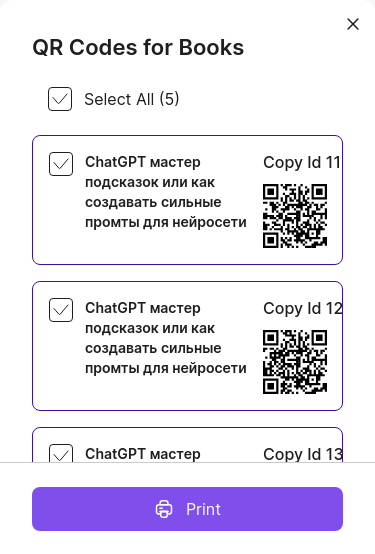 QR Codes for Books
Select All (5)
ChatGPT мастер
подсказок или как
создавать сильные
промты для нейросети
Copy Id 11
ChatGPT мастер
подсказок или как
создавать сильные
промты для нейросети
Copy Id 12
ChatGPT мастер
Copy Id 13
Print